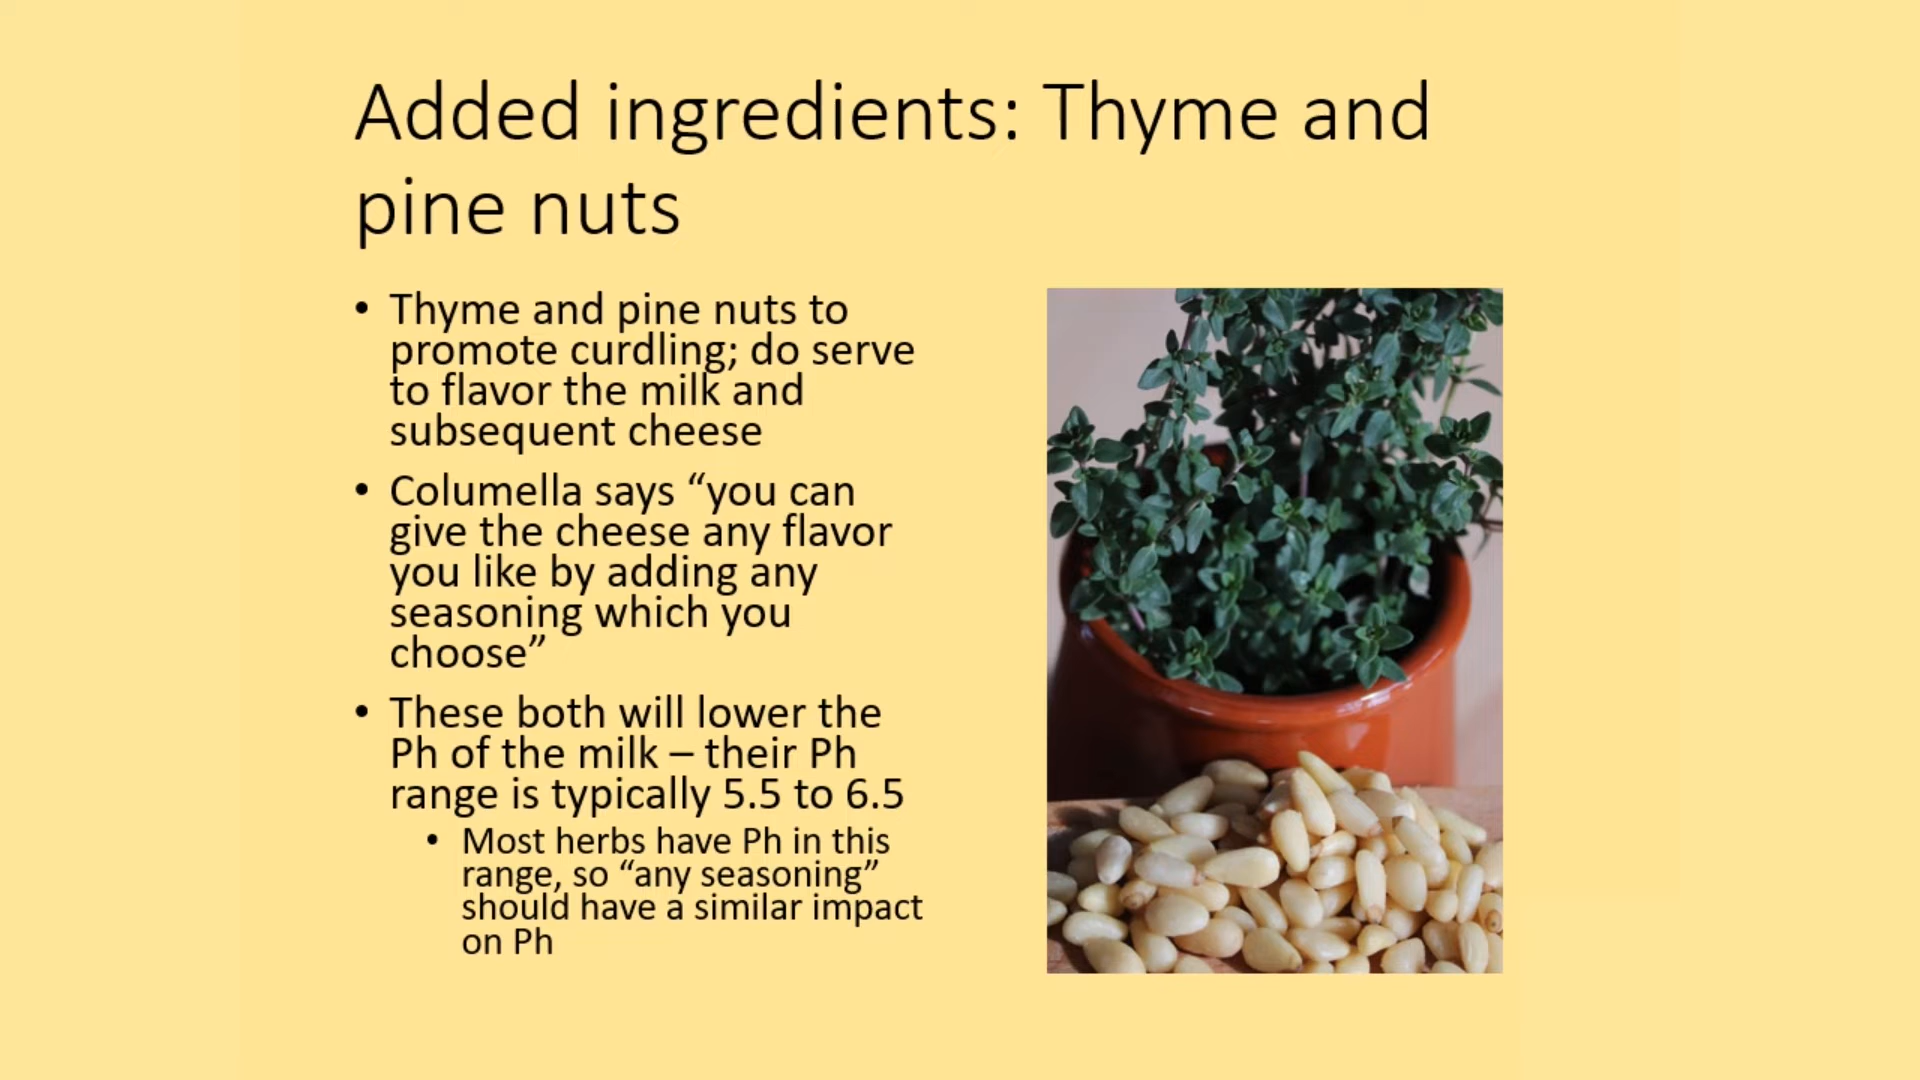 Added ingredients: Thyme and
pine nuts
• Thyme and pine nuts to
promote curdling; do serve
to flavor the milk and
subsequent cheese
• Columella says “you can
give the cheese any flavor
you like by adding any
seasoning which you
choose”
• These both will lower the
Ph of the milk – their Ph
range is typically 5.5 to 6.5
• Most herbs have Ph in this
range, so “any seasoning”
should have a similar impact
on Ph